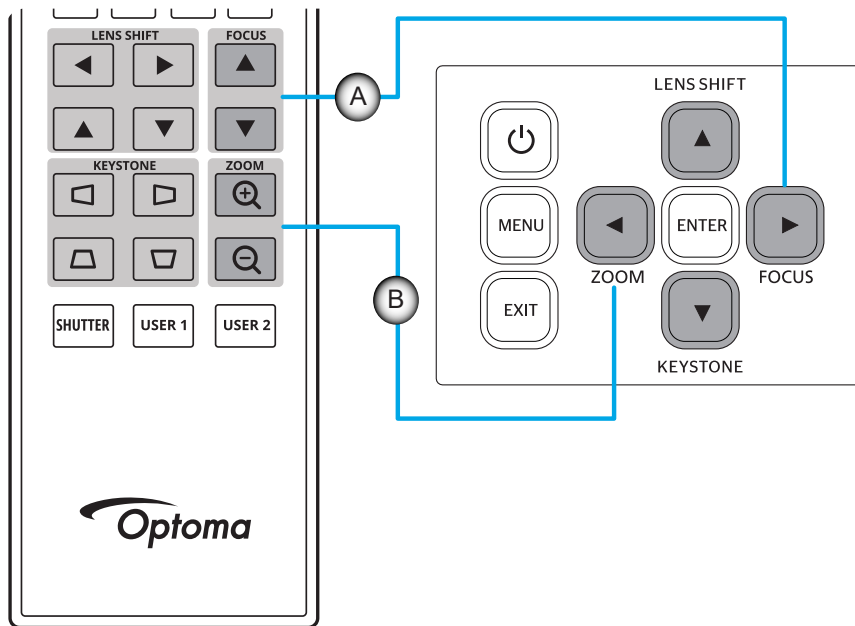 LENS SHIFT
FOCUS
KEYSTONE
ZOOM
SHUTTER
USER 1
USER 2
Optoma
A
B
LENS SHIFT
MENU
ENTER
ZOOM
FOCUS
EXIT
KEYSTONE